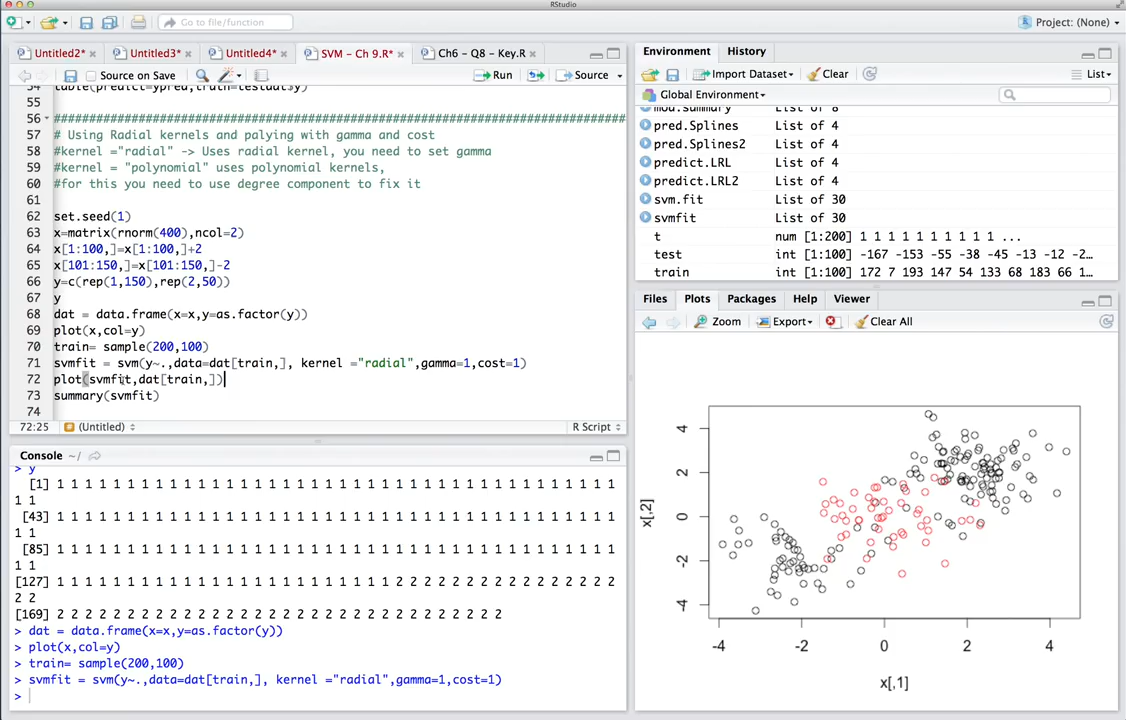 RStudio
Go to file/function
Project: (None)
Untitled2*
Untitled3*
Untitled4*
SVM - Ch 9.R*
Ch6 - Q8 - Key.R
Source on Save
Run
Source
55
56 ####################################################################################
57 # Using Radial kernels and palying with gamma and cost
58 #kernel ="radial" -> Uses radial kernel, you need to set gamma
59 #kernel = "polynomial" uses polynomial kernels,
60 #for this you need to use degree component to fix it
61
62 set.seed(1)
63 x=matrix(rnorm(400),ncol=2)
64 x[1:100,]=x[1:100,]+2
65 x[101:150,]=x[101:150,]-2
66 y=c(rep(1,150),rep(2,50))
67 y
68 dat = data.frame(x=x,y=as.factor(y))
69 plot(x,col=y)
70 train= sample(200,100)
71 svmfit = svm(y~.,data=dat[train,], kernel ="radial",gamma=1,cost=1)
72 plot(svmfit,dat[train,])
73 summary(svmfit)
74
72:25
(Untitled)
R Script
Console ~/
> y
[1] 1 1 1 1 1 1 1 1 1 1 1 1 1 1 1 1 1 1 1 1 1 1 1 1 1 1 1 1 1 1 1 1 1 1 1 1 1 1 1 1
1 1
[43] 1 1 1 1 1 1 1 1 1 1 1 1 1 1 1 1 1 1 1 1 1 1 1 1 1 1 1 1 1 1 1 1 1 1 1 1 1 1 1 1
1 1
[85] 1 1 1 1 1 1 1 1 1 1 1 1 1 1 1 1 1 1 1 1 1 1 1 1 1 1 1 1 1 1 1 1 1 1 1 1 1 1 1 1
1 1
[127] 1 1 1 1 1 1 1 1 1 1 1 1 1 1 1 1 1 1 1 1 1 1 1 1 2 2 2 2 2 2 2 2 2 2 2 2 2 2 2 2
2 2
[169] 2 2 2 2 2 2 2 2 2 2 2 2 2 2 2 2 2 2 2 2 2 2 2 2 2 2 2 2 2 2 2 2
> dat = data.frame(x=x,y=as.factor(y))
> plot(x,col=y)
> train= sample(200,100)
> svmfit = svm(y~.,data=dat[train,], kernel ="radial",gamma=1,cost=1)
>
Environment
History
Import Dataset
Clear
List
Global Environment
mod.summary List of 8
pred.Splines List of 4
pred.Splines2 List of 4
predict.LRL List of 4
predict.LRL2 List of 4
svm.fit List of 30
svmfit List of 30
t num [1:200] 1 1 1 1 1 1 1 1 1 1 ...
test int [1:100] -167 -153 -55 -38 -45 -13 -12 -2…
train int [1:100] 172 7 193 147 54 133 68 183 66 1…
Files
Plots
Packages
Help
Viewer
Zoom
Export
Clear All
4
2
0
-2
-4
x[,2]
-4 -2 0 2 4
x[,1]